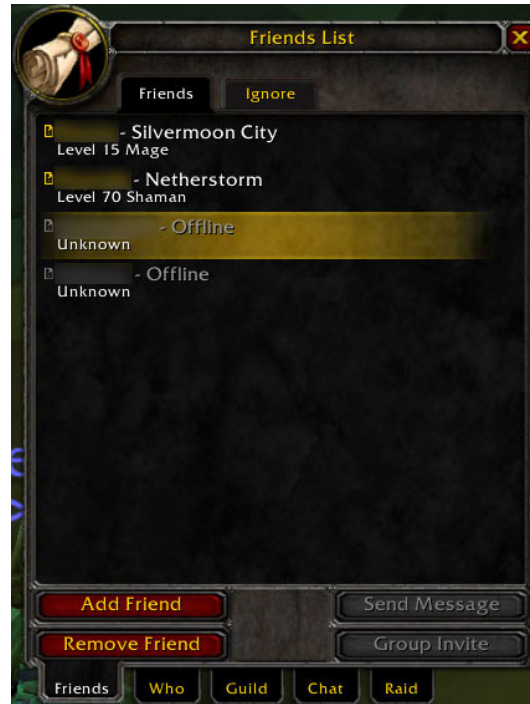 Friends List
Friends Ignore
- Silvermoon City
Level 15 Mage
- Netherstorm
Level 70 Shaman
- Offline
Unknown
- Offline
Unknown
Add Friend Send Message
Remove Friend Group Invite
Friends Who Guild Chat Raid